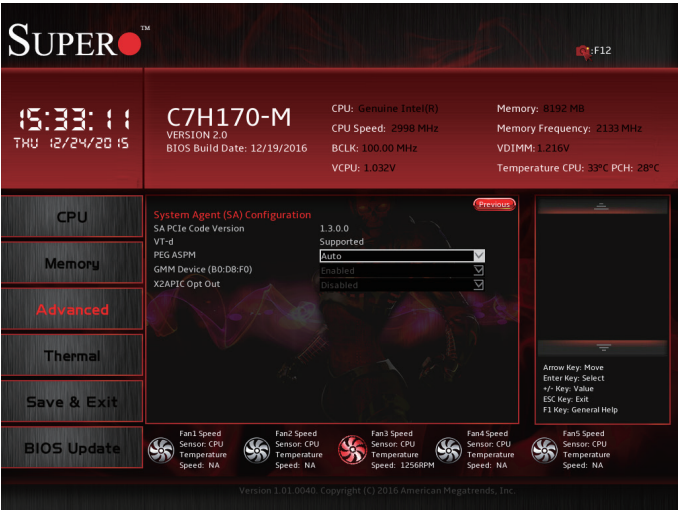 SUPER
TM
:F12
15:33:11
THU 12/24/2015
C7H170-M
VERSION 2.0
BIOS Build Date: 12/19/2016
CPU: Genuine Intel(R)
CPU Speed: 2998 MHz
BCLK: 100.00 MHz
VCPU: 1.032V
Memory: 8192 MB
Memory Frequency: 2133 MHz
VDIMM: 1.216V
Temperature CPU: 33°C PCH: 28°C
CPU
Memory
Advanced
Thermal
Save & Exit
BIOS Update
Previous
System Agent (SA) Configuration
SA PCIe Code Version 1.3.0.0
VT-d Supported
PEG ASPM Auto
GMM Device (B0:D8:F0) Enabled
X2APIC Opt Out Disabled
Arrow Key: Move
Enter Key: Select
+/- Key: Value
ESC Key: Exit
F1 Key: General Help
Fan1 Speed
Sensor: CPU
Temperature
Speed: NA
Fan2 Speed
Sensor: CPU
Temperature
Speed: NA
Fan3 Speed
Sensor: CPU
Temperature
Speed: 1256RPM
Fan4 Speed
Sensor: CPU
Temperature
Speed: NA
Fan5 Speed
Sensor: CPU
Temperature
Speed: NA
Version 1.01.0040. Copyright (C) 2016 American Megatrends, Inc.